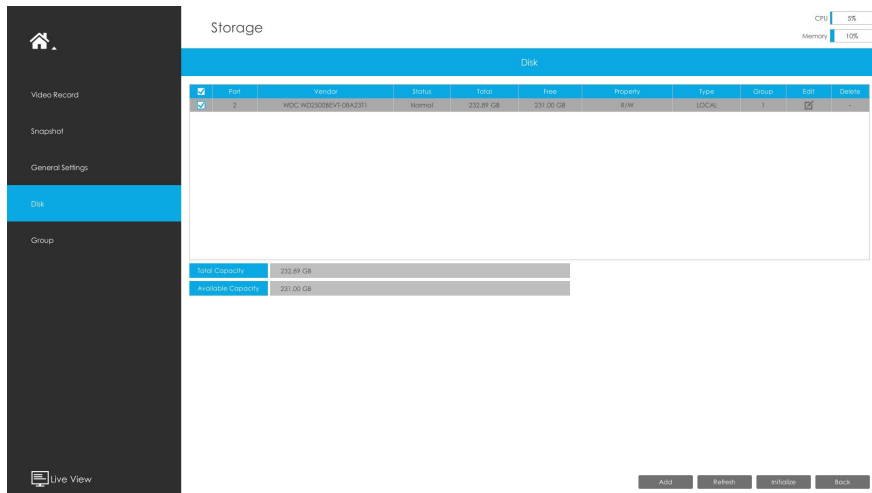 Storage
CPU 5%
Memory 10%
Disk
Video Record
Snapshot
General Settings
Disk
Group
Port Vendor Status Total Free Property Type Group Edit Delete
2 WDC WD2500BEVT-08A23T1 Normal 232.89 GB 231.00 GB R/W LOCAL 1 -
Total Capacity 232.89 GB
Available Capacity 231.00 GB
Live View
Add Refresh Initialize Back